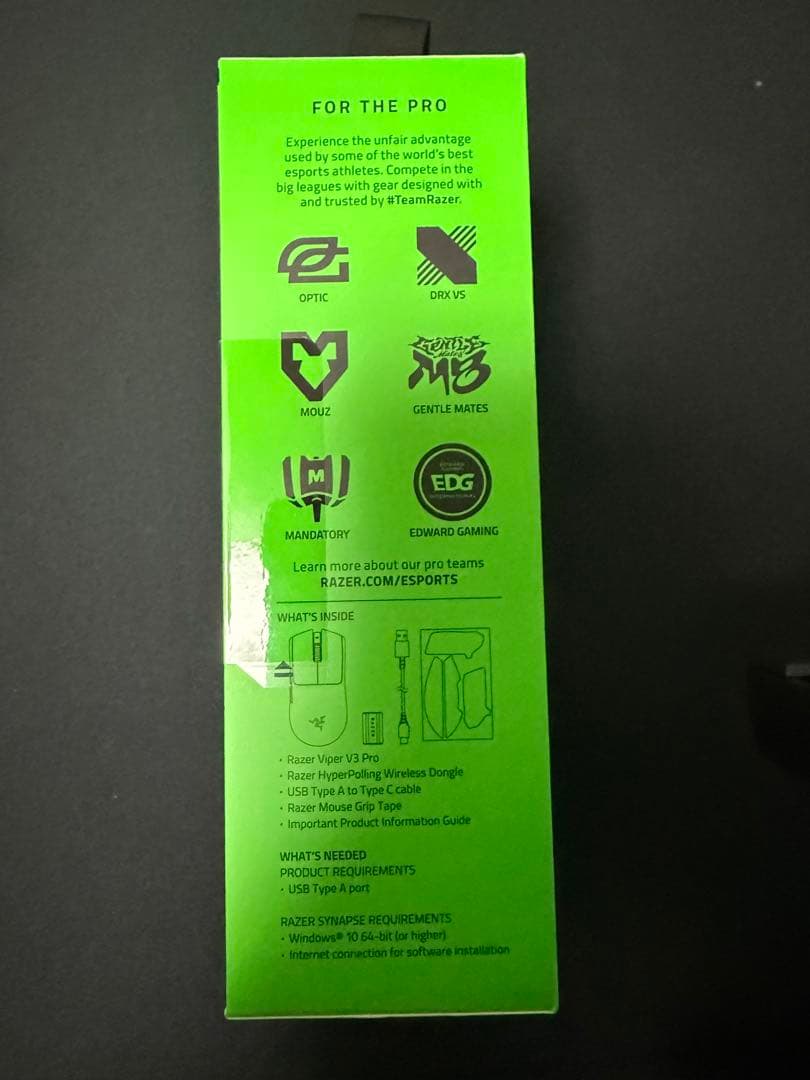 FOR THE PRO
Experience the unfair advantage
used by some of the world's best
esports athletes. Compete in the
big leagues with gear designed with
and trusted by #TeamRazer.
OPTIC
DRX VS
MOUZ
GENTLE
Mates
M8
GENTLE MATES
M
MANDATORY
EDG
EDWARD GAMING
Learn more about our pro teams
RAZER.COM/ESPORTS
WHAT'S INSIDE
RAZER
· Razer Viper V3 Pro
· Razer HyperPolling Wireless Dongle
· USB Type A to Type C cable
· Razer Mouse Grip Tape
· Important Product Information Guide
WHAT'S NEEDED
PRODUCT REQUIREMENTS
· USB Type A port
RAZER SYNAPSE REQUIREMENTS
· Windows® 10 64-bit (or higher)
· Internet connection for software installation